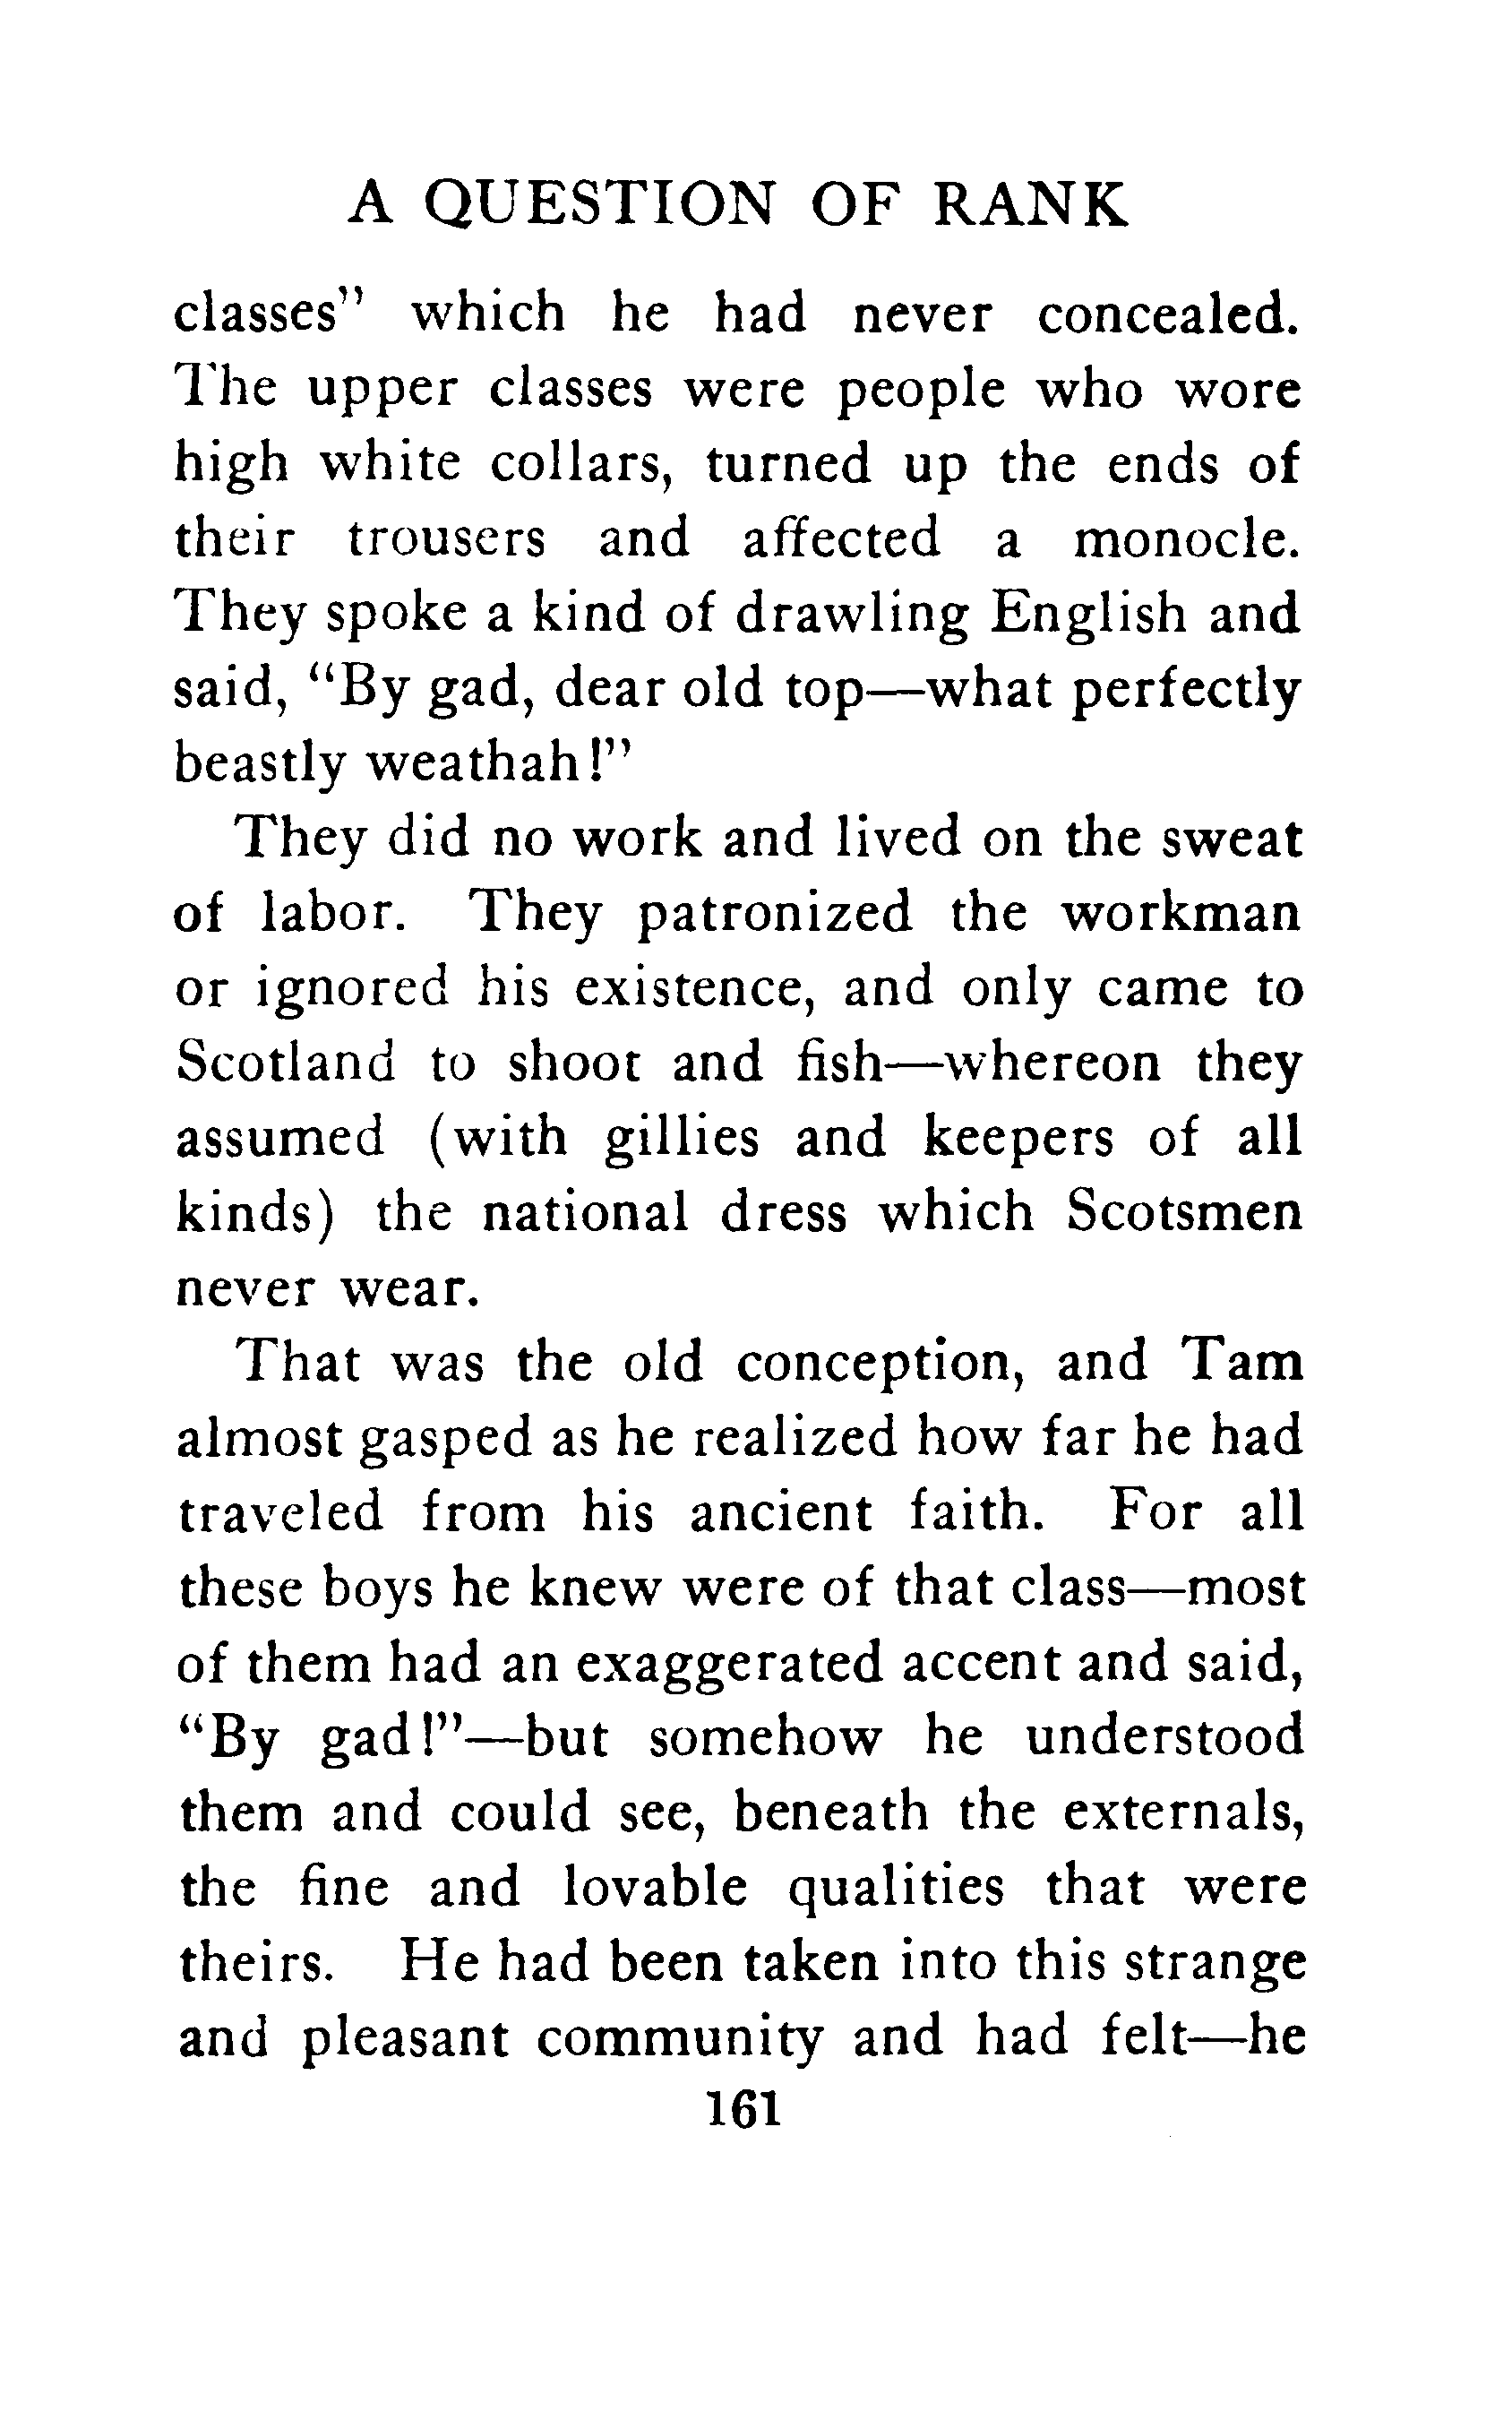 A QUESTION OF RANK
classes" which he had never concealed.
The upper classes were people who wore
high white collars, turned up the ends of
their trousers and affected a monocle.
They spoke a kind of drawling English and
said, "By gad, dear old top—what perfectly
beastly weathah!"
They did no work and lived on the sweat
of labor. They patronized the workman
or ignored his existence, and only came to
Scotland to shoot and fish—whereon they
assumed (with gillies and keepers of all
kinds) the national dress which Scotsmen
never wear.
That was the old conception, and Tam
almost gasped as he realized how far he had
traveled from his ancient faith. For all
these boys he knew were of that class—most
of them had an exaggerated accent and said,
"By gad!"—but somehow he understood
them and could see, beneath the externals,
the fine and lovable qualities that were
theirs. He had been taken into this strange
and pleasant community and had felt—he
161